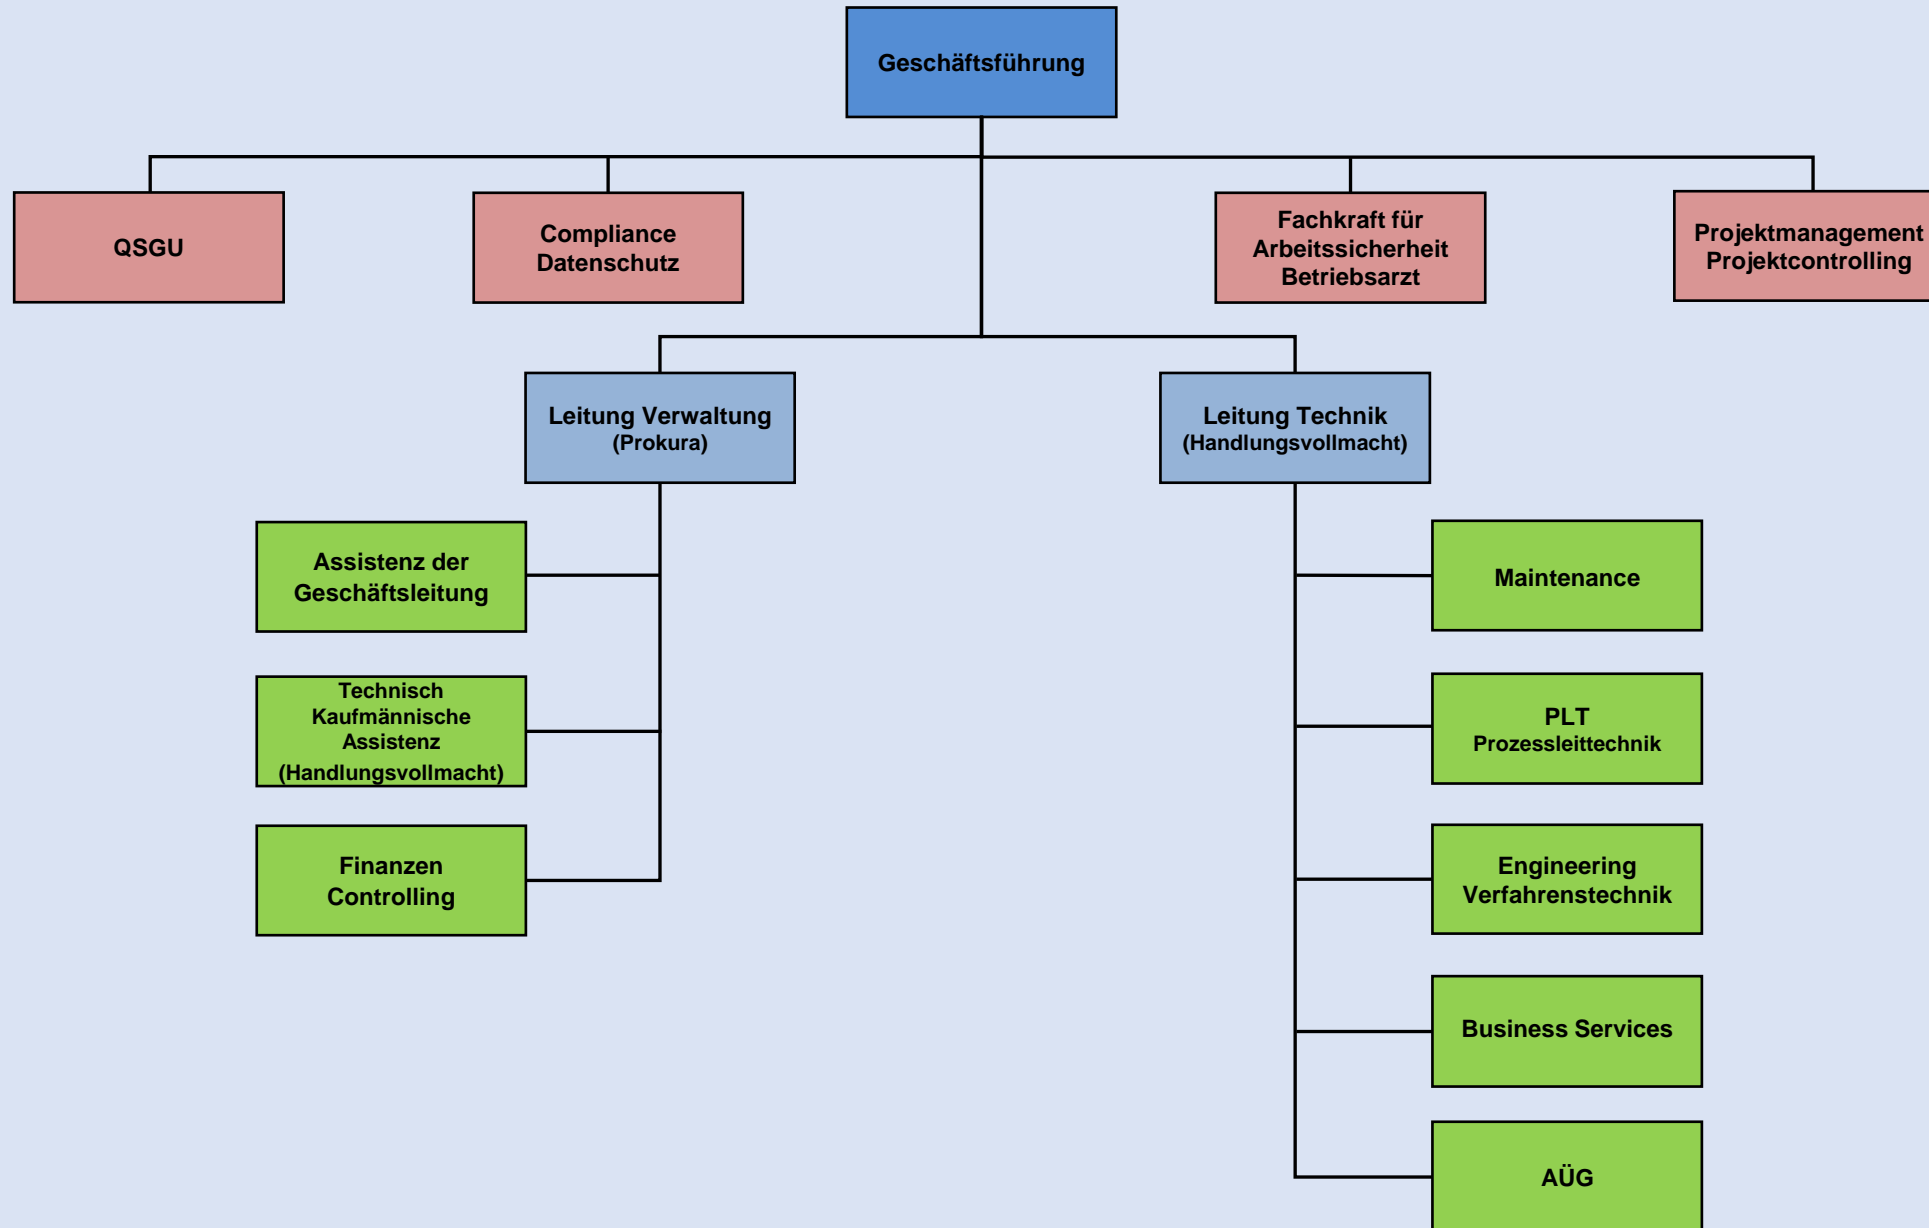 Geschäftsführung
QSGU
Compliance
Datenschutz
Fachkraft für
Arbeitssicherheit
Betriebsarzt
Projektmanagement
Projektcontrolling
Leitung Verwaltung
(Prokura)
Leitung Technik
(Handlungsvollmacht)
Assistenz der
Geschäftsleitung
Technisch
Kaufmännische
Assistenz
(Handlungsvollmacht)
Finanzen
Controlling
Maintenance
PLT
Prozessleittechnik
Engineering
Verfahrenstechnik
Business Services
AÜG